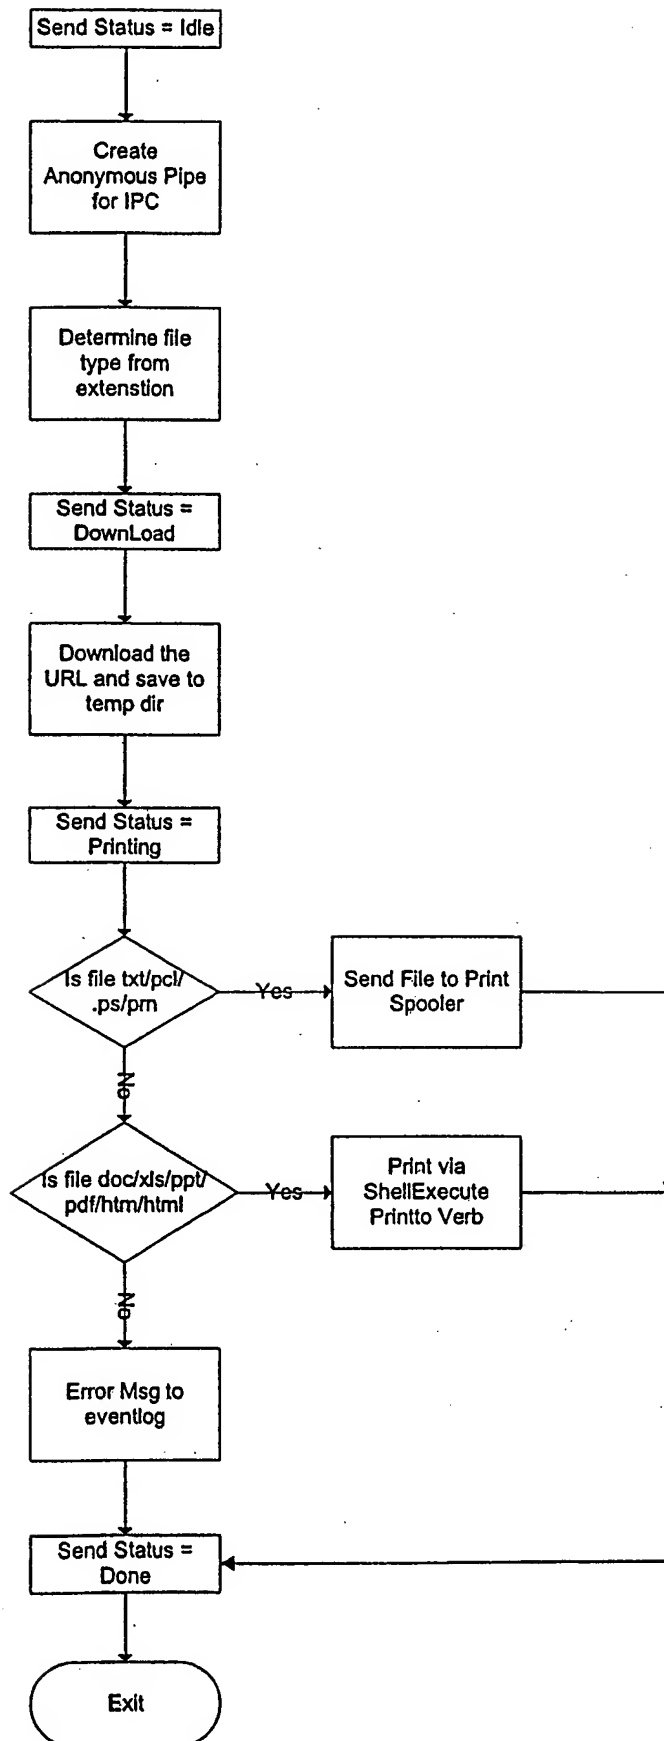 Send Status = Idle
Create
Anonymous Pipe
for IPC
Determine file
type from
extenstion
Send Status =
DownLoad
Download the
URL and save to
temp dir
Send Status =
Printing
Is file txt/pcl/
.ps/prn
Yes
Send File to Print
Spooler
No
Is file doc/xls/ppt/
pdf/htm/html
Yes
Print via
ShellExecute
Printto Verb
No
Error Msg to
eventlog
Send Status =
Done
Exit